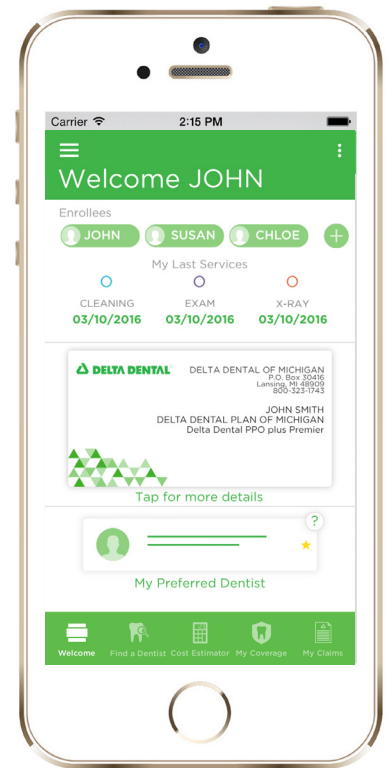 Carrier 2:15 PM
Welcome JOHN
Enrollees
JOHN SUSAN CHLOE +
My Last Services
CLEANING EXAM X-RAY
03/10/2016 03/10/2016 03/10/2016
DELTA DENTAL
DELTA DENTAL OF MICHIGAN
P.O. Box 30416
Lansing, MI 48909
800-323-1743
JOHN SMITH
DELTA DENTAL PLAN OF MICHIGAN
Delta Dental PPO plus Premier
Tap for more details
?
My Preferred Dentist
Welcome Find a Dentist Cost Estimator My Coverage My Claims